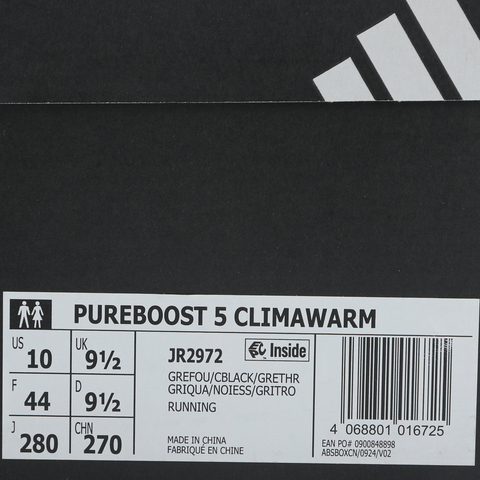 PUREBOOST 5 CLIMAWARM
US 10 UK 9½
F 44 D 9½
J 280 CHN 270
JR2972 Inside
GREFOU/CBLACK/GRETHR
GRIQUA/NOIESS/GRITRO
RUNNING
MADE IN CHINA
FABRIQUÉ EN CHINE
4 068801 016725
EAN PO# 0900848898
ABSBOXCN/0924/V02